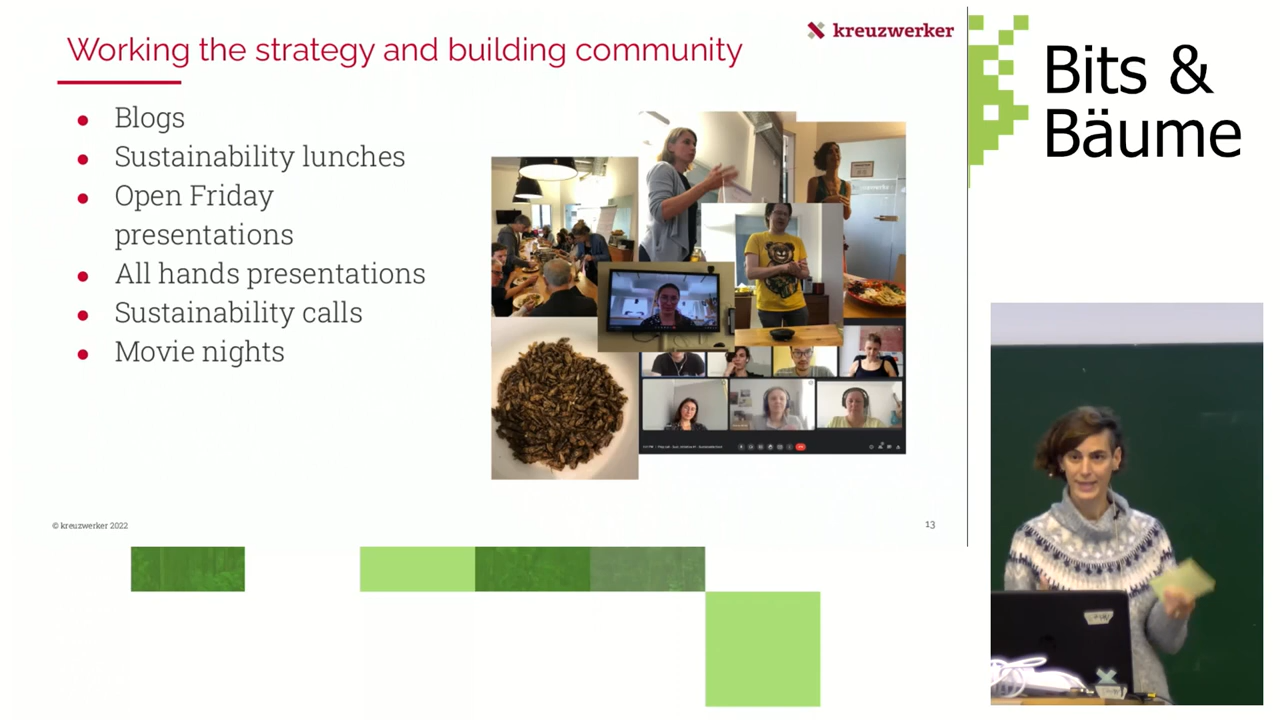 Working the strategy and building community
kreuzwerker
Bits &
Bäume
● Blogs
● Sustainability lunches
● Open Friday
presentations
● All hands presentations
● Sustainability calls
● Movie nights
© kreuzwerker 2022
13